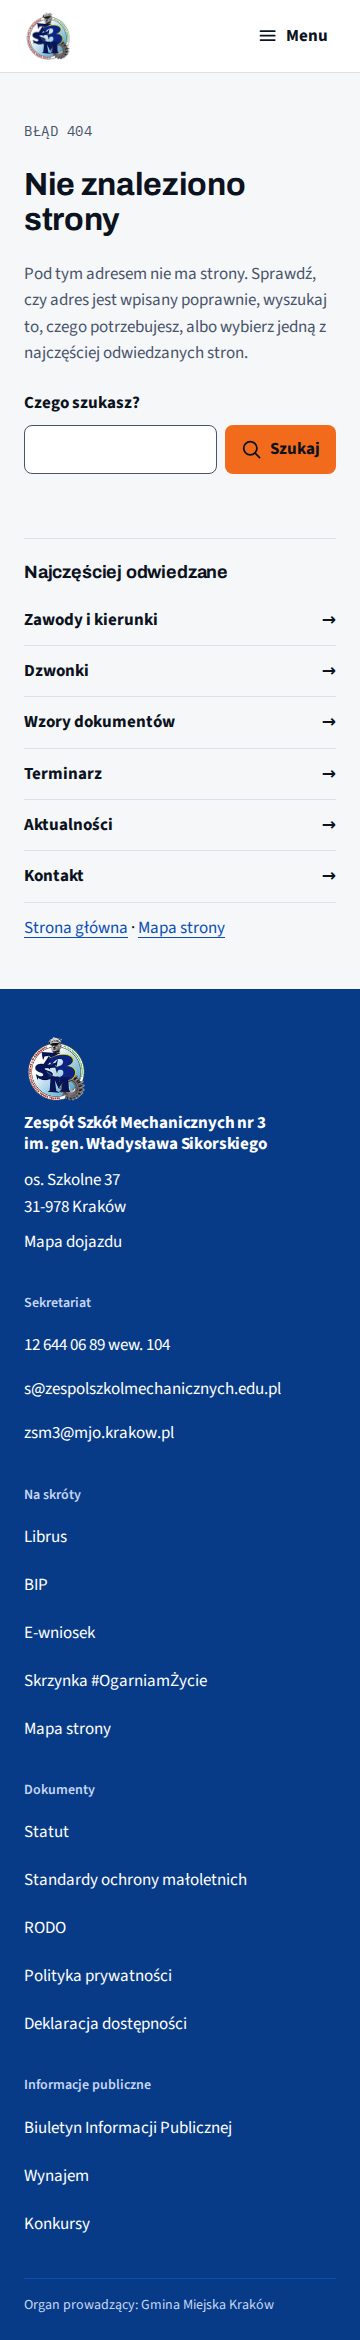 Menu
BŁĄD 404
Nie znaleziono
strony
Pod tym adresem nie ma strony. Sprawdź,
czy adres jest wpisany poprawnie, wyszukaj
to, czego potrzebujesz, albo wybierz jedną z
najczęściej odwiedzanych stron.
Czego szukasz?
Szukaj
Najczęściej odwiedzane
Zawody i kierunki →
Dzwonki →
Wzory dokumentów →
Terminarz →
Aktualności →
Kontakt →
Strona główna · Mapa strony
Zespół Szkół Mechanicznych nr 3
im. gen. Władysława Sikorskiego
os. Szkolne 37
31-978 Kraków
Mapa dojazdu
Sekretariat
12 644 06 89 wew. 104
s@zespolszkolmechanicznych.edu.pl
zsm3@mjo.krakow.pl
Na skróty
Librus
BIP
E-wniosek
Skrzynka #OgarniamŻycie
Mapa strony
Dokumenty
Statut
Standardy ochrony małoletnich
RODO
Polityka prywatności
Deklaracja dostępności
Informacje publiczne
Biuletyn Informacji Publicznej
Wynajem
Konkursy
Organ prowadzący: Gmina Miejska Kraków